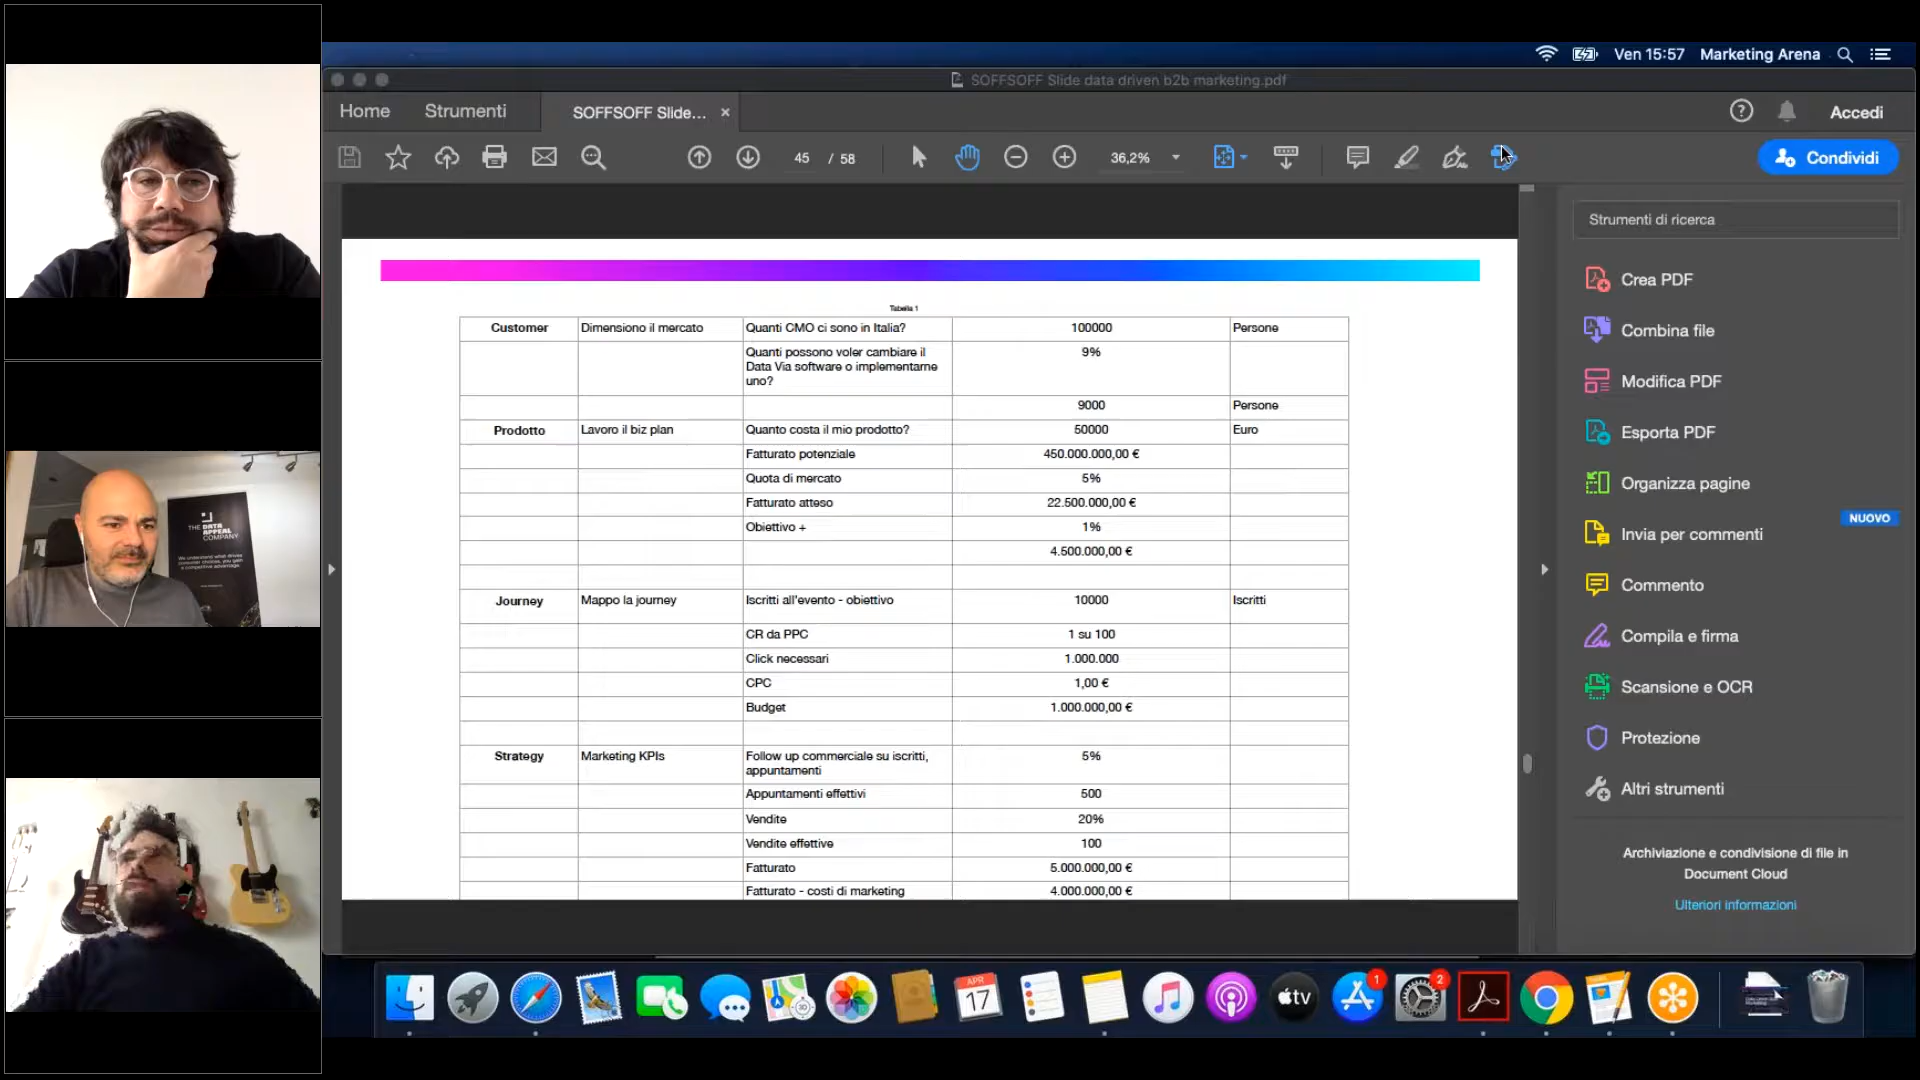 Ven 15:57 Marketing Arena
SOFFSOFF Slide data driven b2b marketing.pdf
Home Strumenti SOFFSOFF Slide... × Accedi
45 / 58 36,2% Condividi
Strumenti di ricerca
Crea PDF
Combina file
Modifica PDF
Esporta PDF
Organizza pagine
NUOVO
Invia per commenti
Commento
Compila e firma
Scansione e OCR
Protezione
Altri strumenti
Archiviazione e condivisione di file in
Document Cloud
Ulteriori informazioni
Tabella 1
Customer Dimensiono il mercato Quanti CMO ci sono in Italia? 100000 Persone
Quanti possono voler cambiare il
Data Via software o implementarne
uno?
9%
9000 Persone
Prodotto Lavoro il biz plan Quanto costa il mio prodotto? 50000 Euro
Fatturato potenziale 450.000.000,00 €
Quota di mercato 5%
Fatturato atteso 22.500.000,00 €
Obiettivo + 1%
4.500.000,00 €
Journey Mappo la journey Iscritti all'evento - obiettivo 10000 Iscritti
CR da PPC 1 su 100
Click necessari 1.000.000
CPC 1,00 €
Budget 1.000.000,00 €
Strategy Marketing KPIs Follow up commerciale su iscritti,
appuntamenti
5%
Appuntamenti effettivi 500
Vendite 20%
Vendite effettive 100
Fatturato 5.000.000,00 €
Fatturato - costi di marketing 4.000.000,00 €
THE DATA
APPEAL
COMPANY
APR
17
tv
1
2